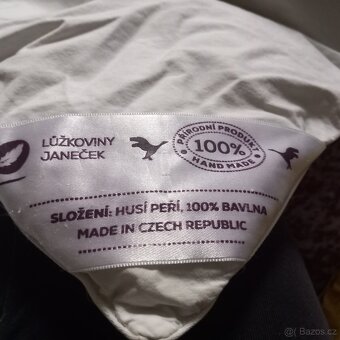 LŮŽKOVINY
JANEČEK
PŘÍRODNÍ PRODUKT
100%
HAND MADE
SLOŽENÍ: HUSÍ PEŘÍ, 100% BAVLNA
MADE IN CZECH REPUBLIC
© Bazos.cz